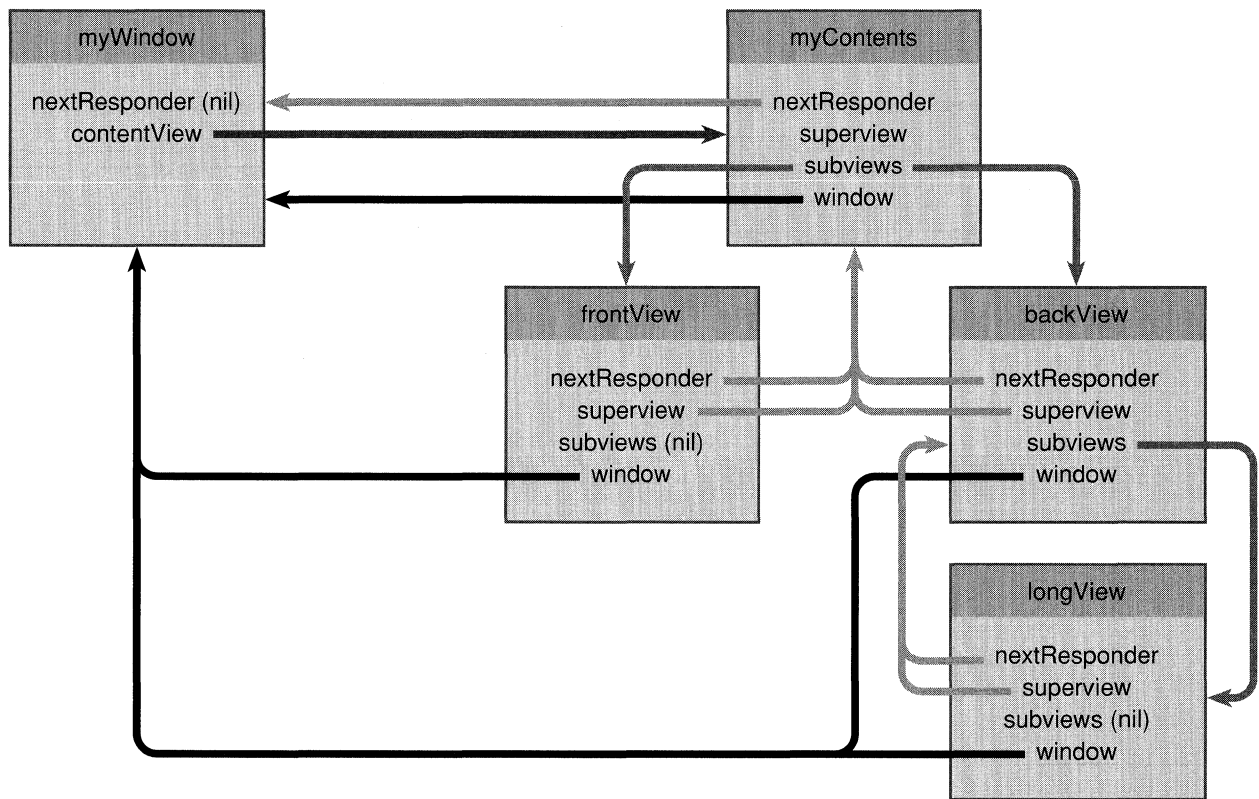 myWindow
nextResponder (nil)
contentView
myContents
nextResponder
superview
subviews
window
frontView
nextResponder
superview
subviews (nil)
window
backView
nextResponder
superview
subviews
window
longView
nextResponder
superview
subviews (nil)
window